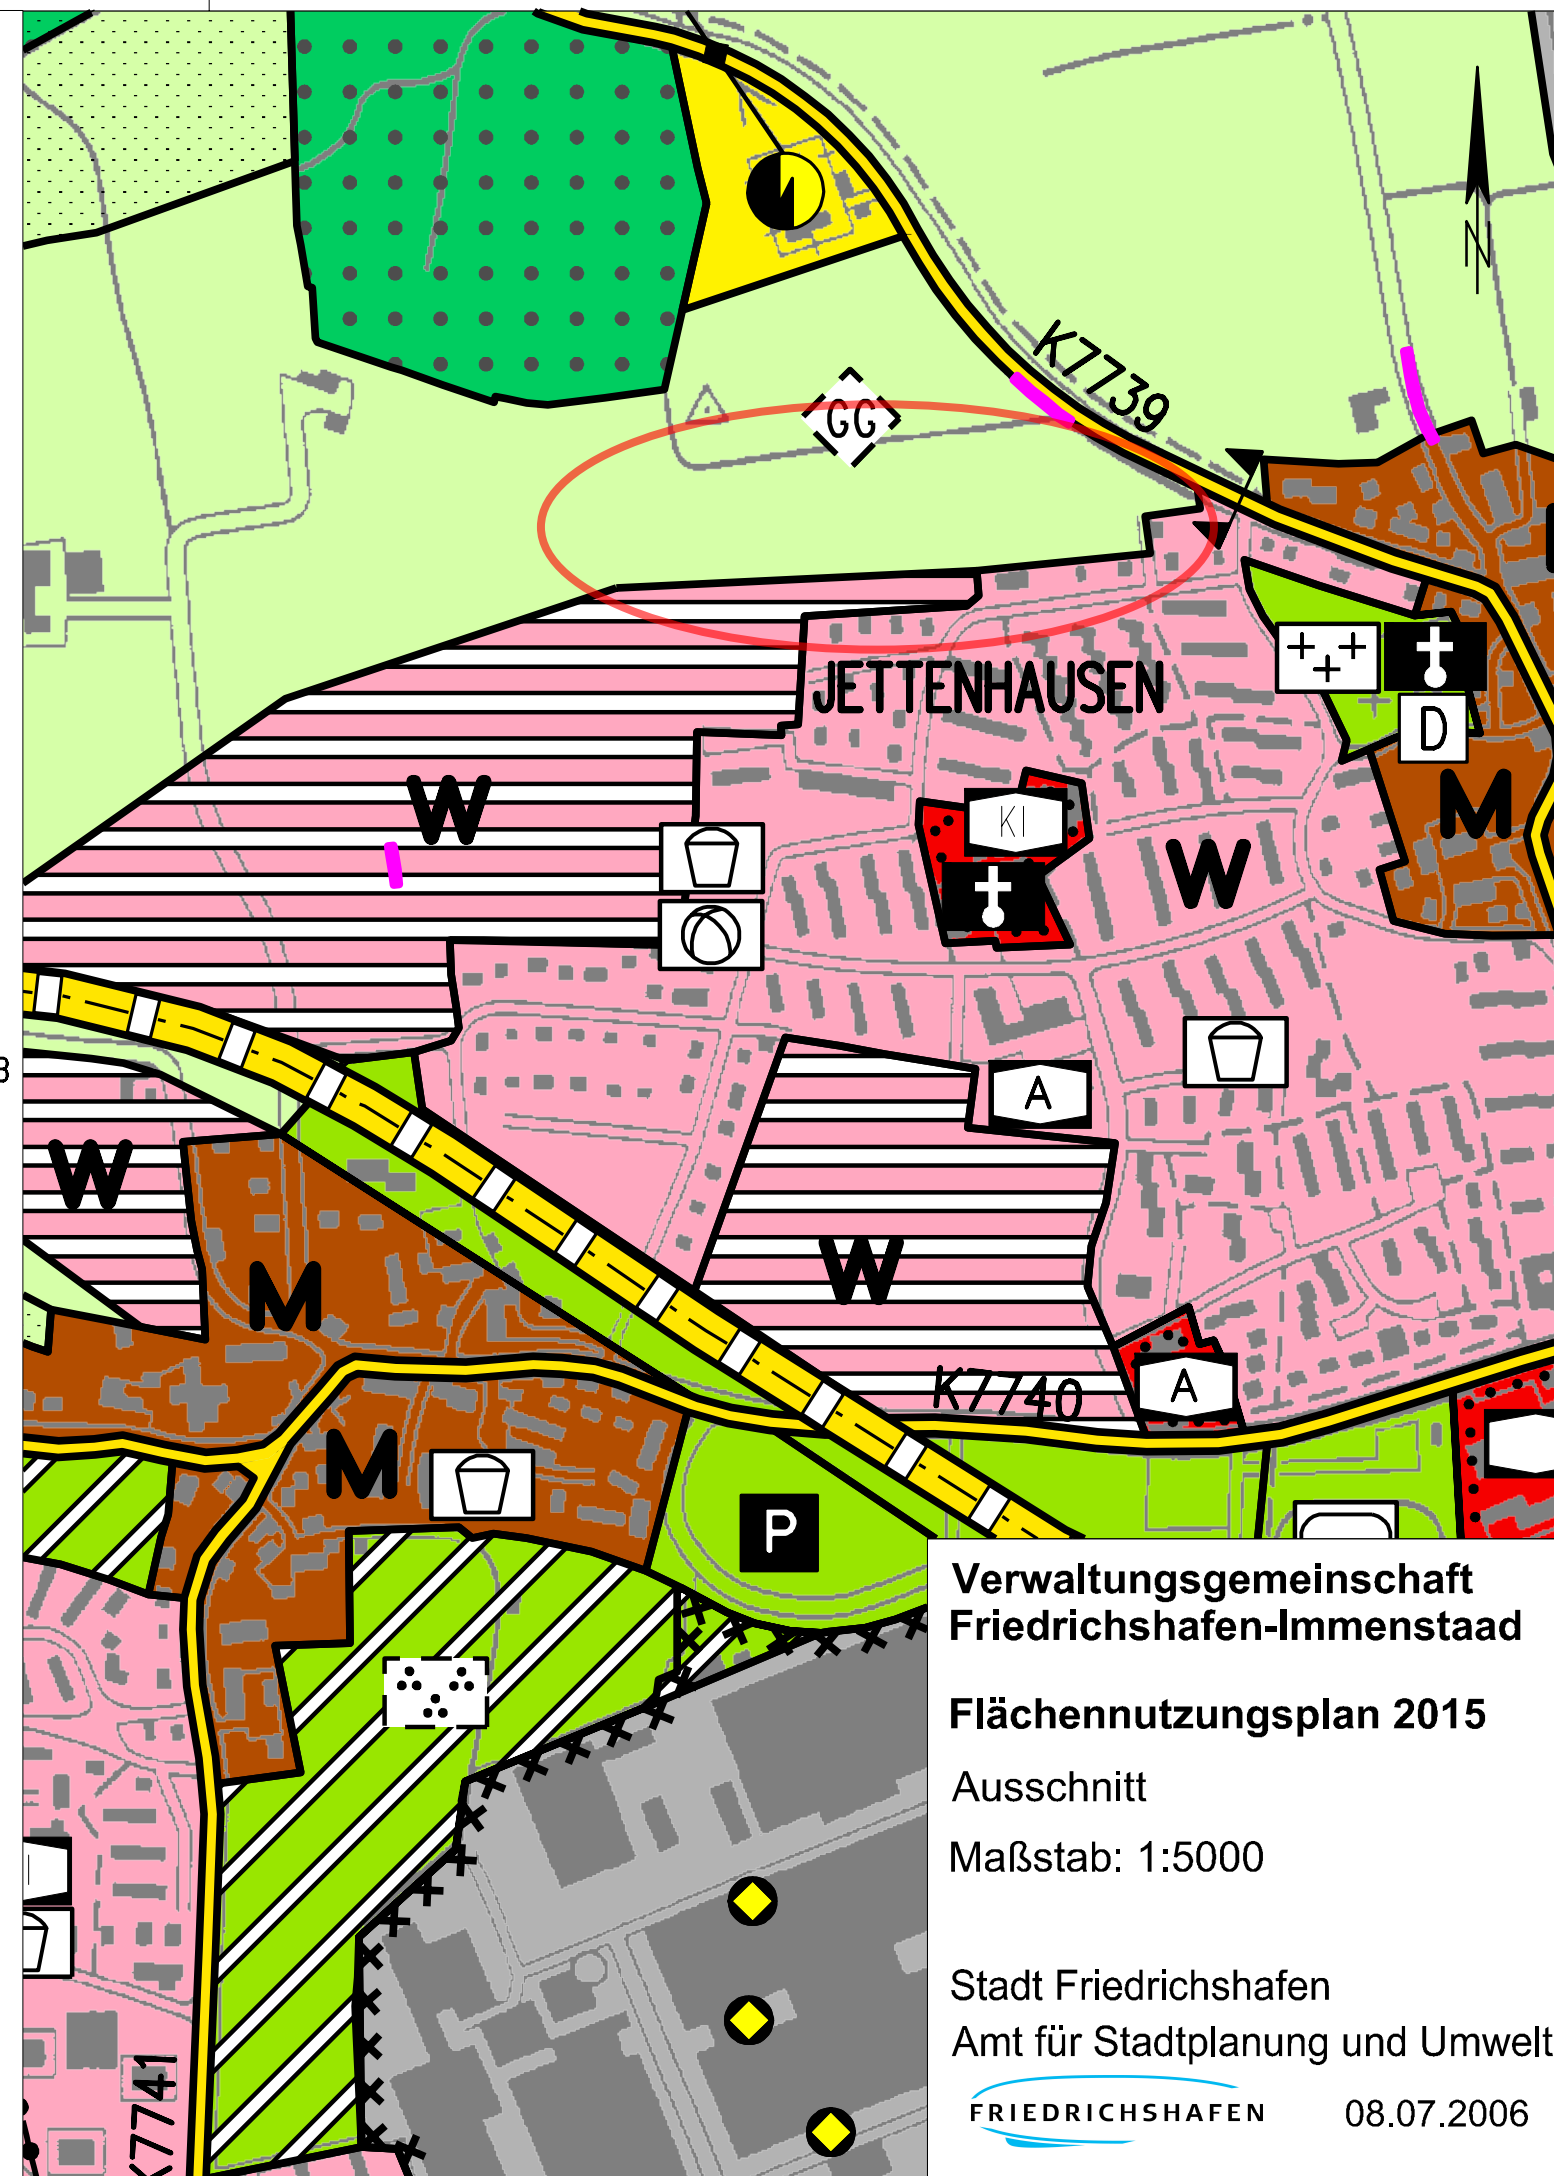 N
K7739
GG
JETTENHAUSEN
D
M
W
KI
W
3
A
W
W
M
K7740
A
M
P
K7741
Verwaltungsgemeinschaft
Friedrichshafen-Immenstaad
Flächennutzungsplan 2015
Ausschnitt
Maßstab: 1:5000
Stadt Friedrichshafen
Amt für Stadtplanung und Umwelt
FRIEDRICHSHAFEN
08.07.2006